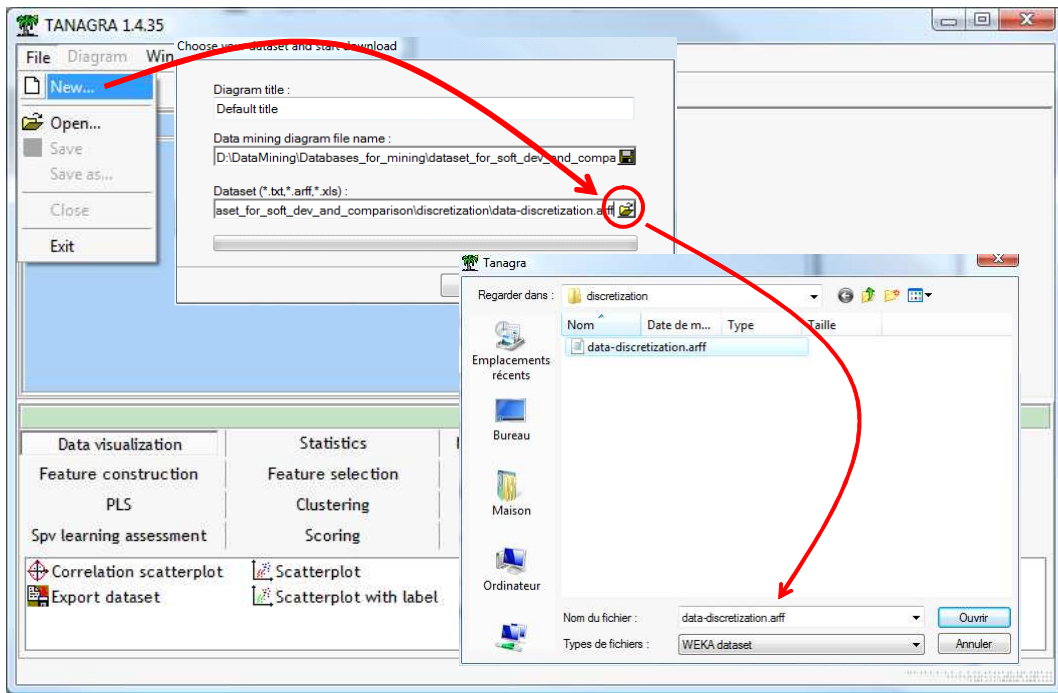 TANAGRA 1.4.35
File Diagram Win
New...
Open...
Save
Save as...
Close
Exit
Choose your dataset and start download
Diagram title :
Default title
Data mining diagram file name :
D:\DataMining\Databases_for_mining\dataset_for_soft_dev_and_compa
Dataset (*.txt,*.arff,*.xls) :
aset_for_soft_dev_and_comparison\discretization\data-discretization.arff
Tanagra
Regarder dans :
discretization
Nom Date de m... Type Taille
data-discretization.arff
Emplacements
récents
Bureau
Maison
Ordinateur
Nom du fichier :
data-discretization.arff
Ouvrir
Types de fichiers :
WEKA dataset
Annuler
Data visualization Statistics
Feature construction Feature selection
PLS Clustering
Spv learning assessment Scoring
Correlation scatterplot Scatterplot
Export dataset Scatterplot with label